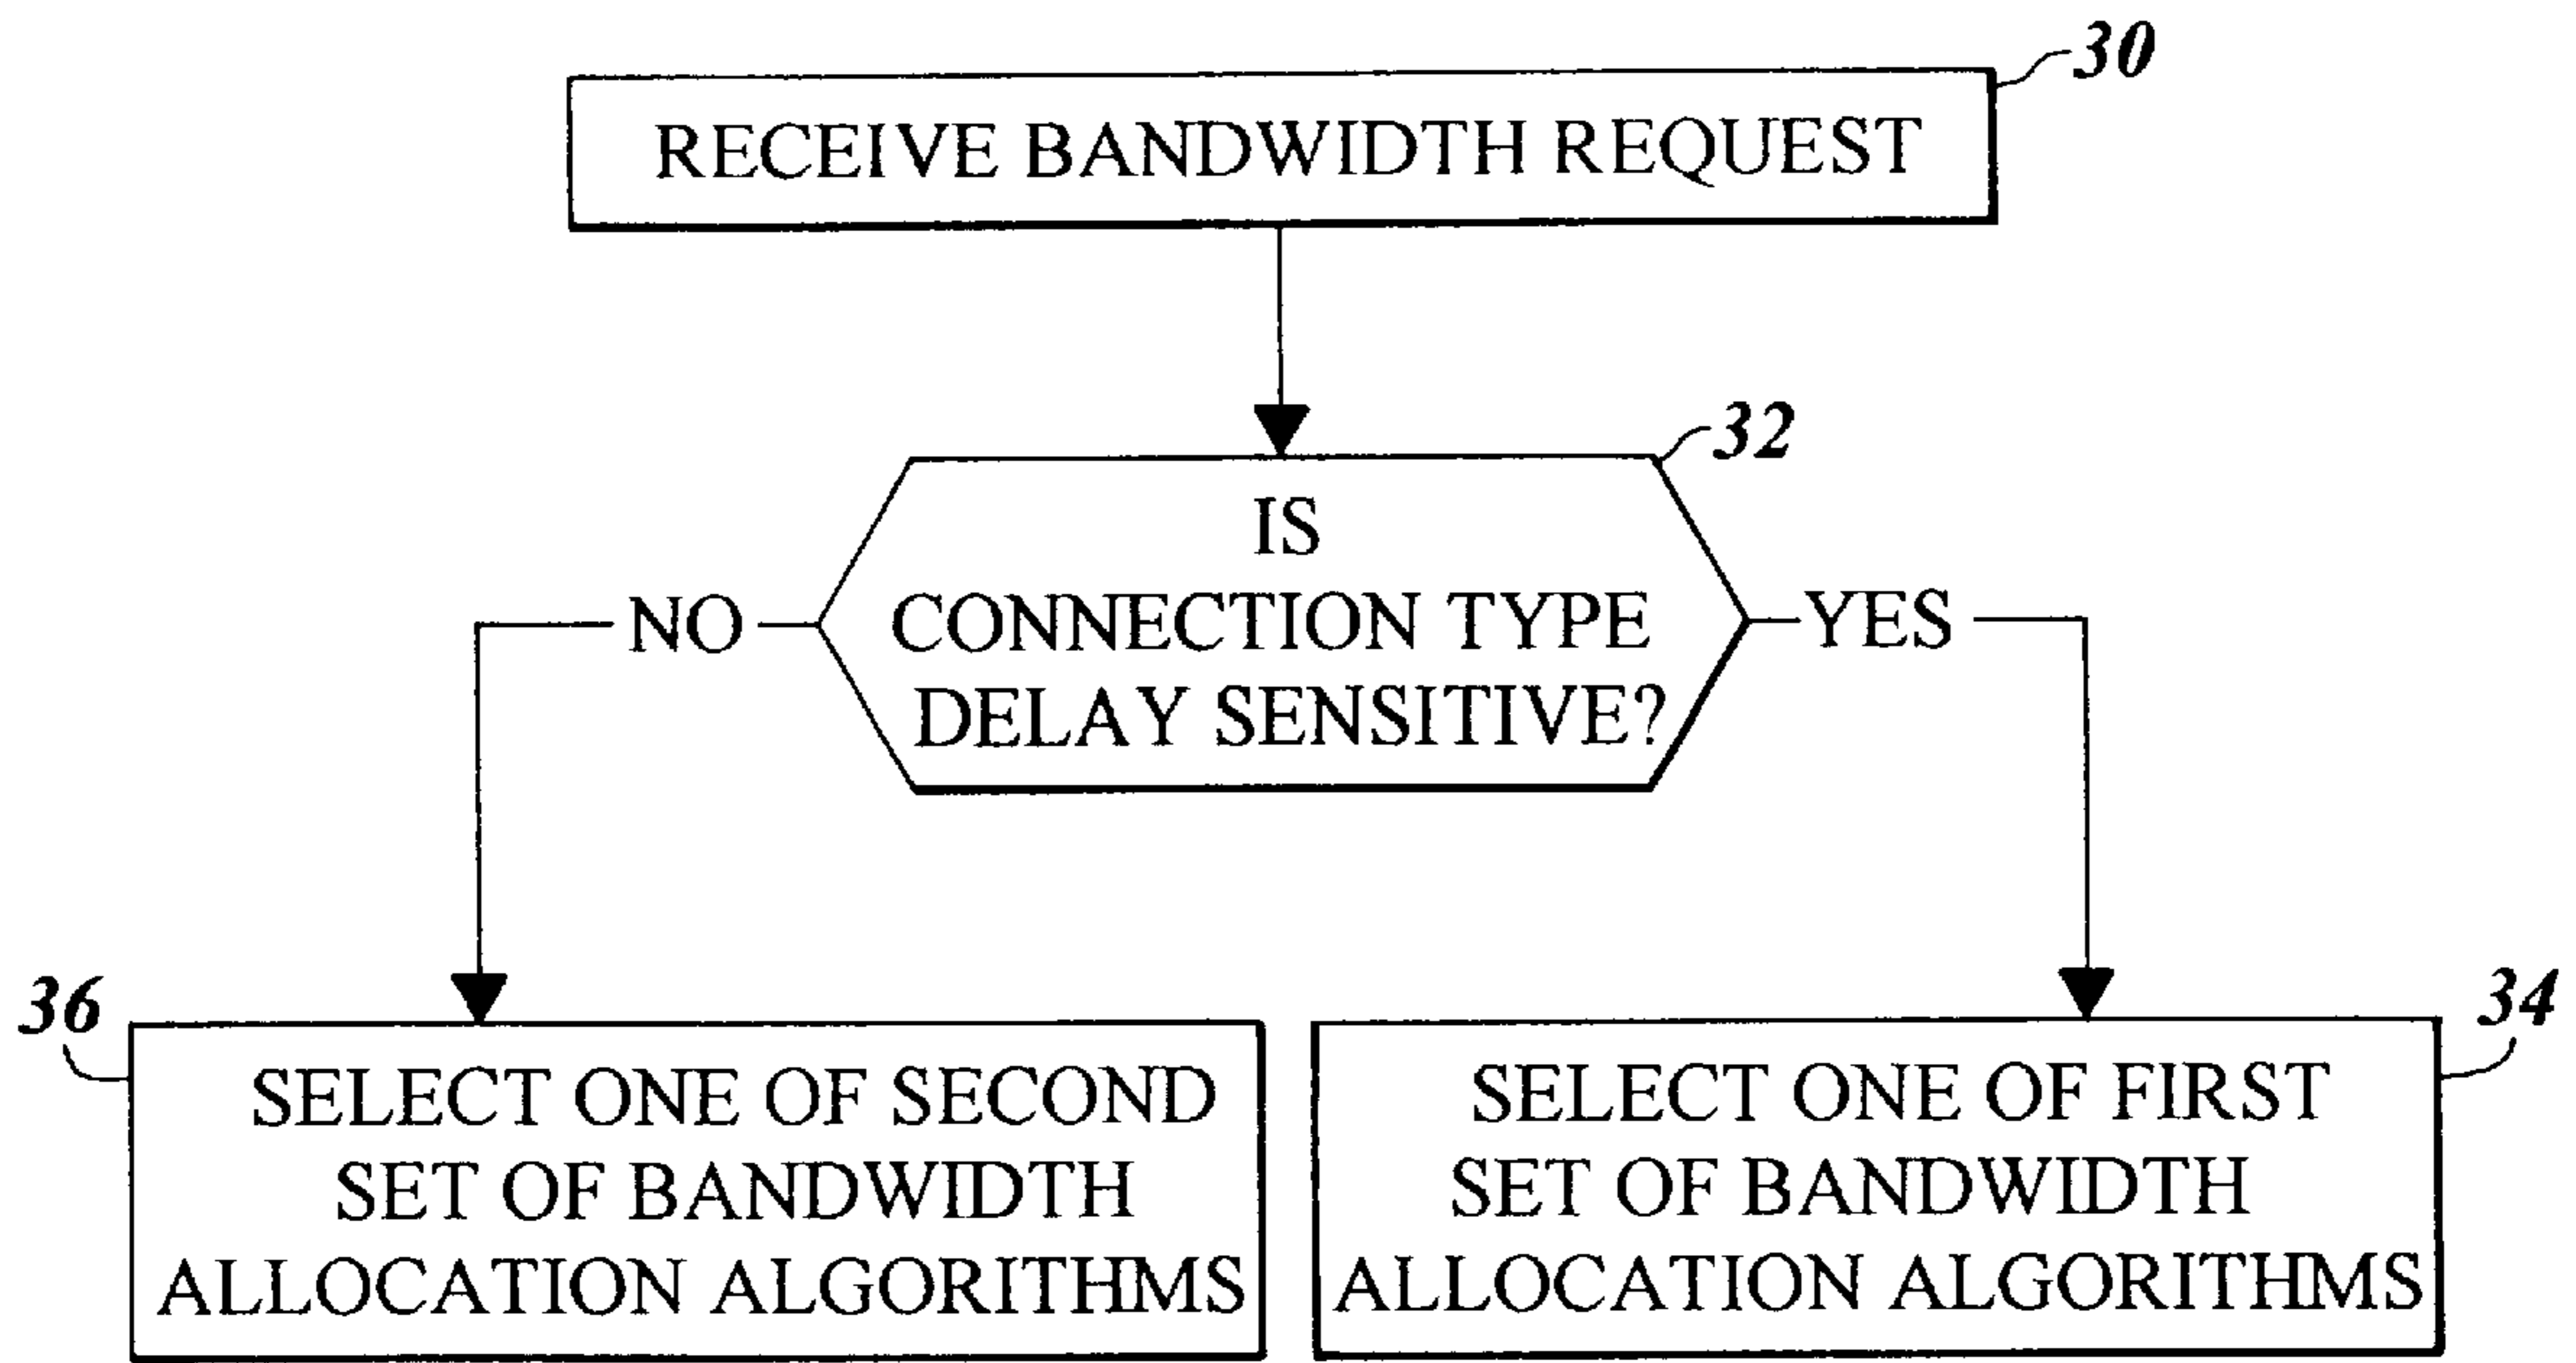 30
RECEIVE BANDWIDTH REQUEST
32
IS
CONNECTION TYPE
DELAY SENSITIVE?
NO
YES
36
SELECT ONE OF SECOND
SET OF BANDWIDTH
ALLOCATION ALGORITHMS
34
SELECT ONE OF FIRST
SET OF BANDWIDTH
ALLOCATION ALGORITHMS